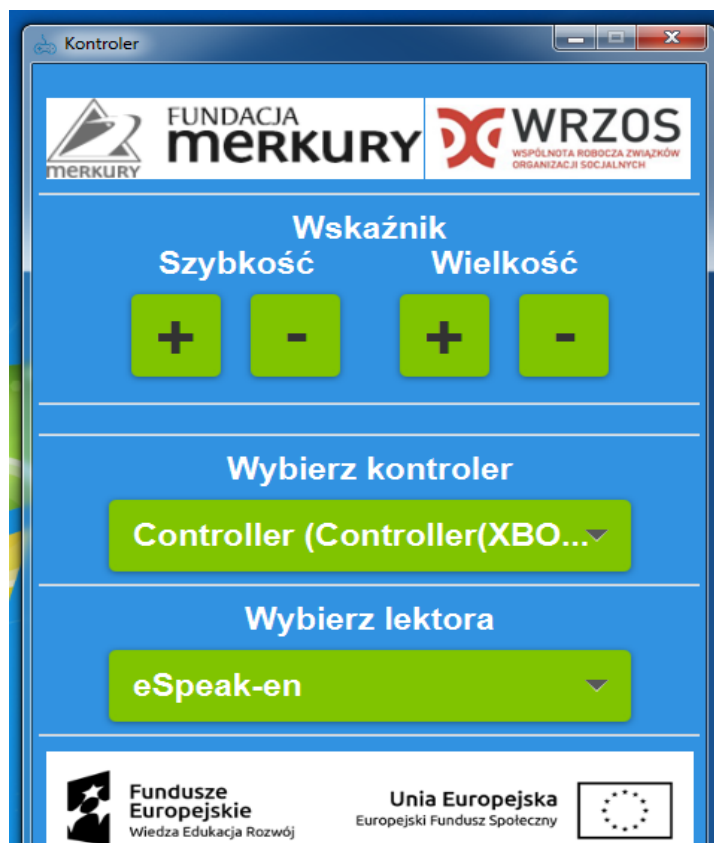 Kontroler
MERKURY
FUNDACJA
MERKURY
WRZOS
WSPÓLNOTA ROBOCZA ZWIĄZKÓW
ORGANIZACJI SOCJALNYCH
Wskaźnik
Szybkość Wielkość
+ - + -
Wybierz kontroler
Controller (Controller(XBO...
Wybierz lektora
eSpeak-en
Fundusze
Europejskie
Wiedza Edukacja Rozwój
Unia Europejska
Europejski Fundusz Społeczny